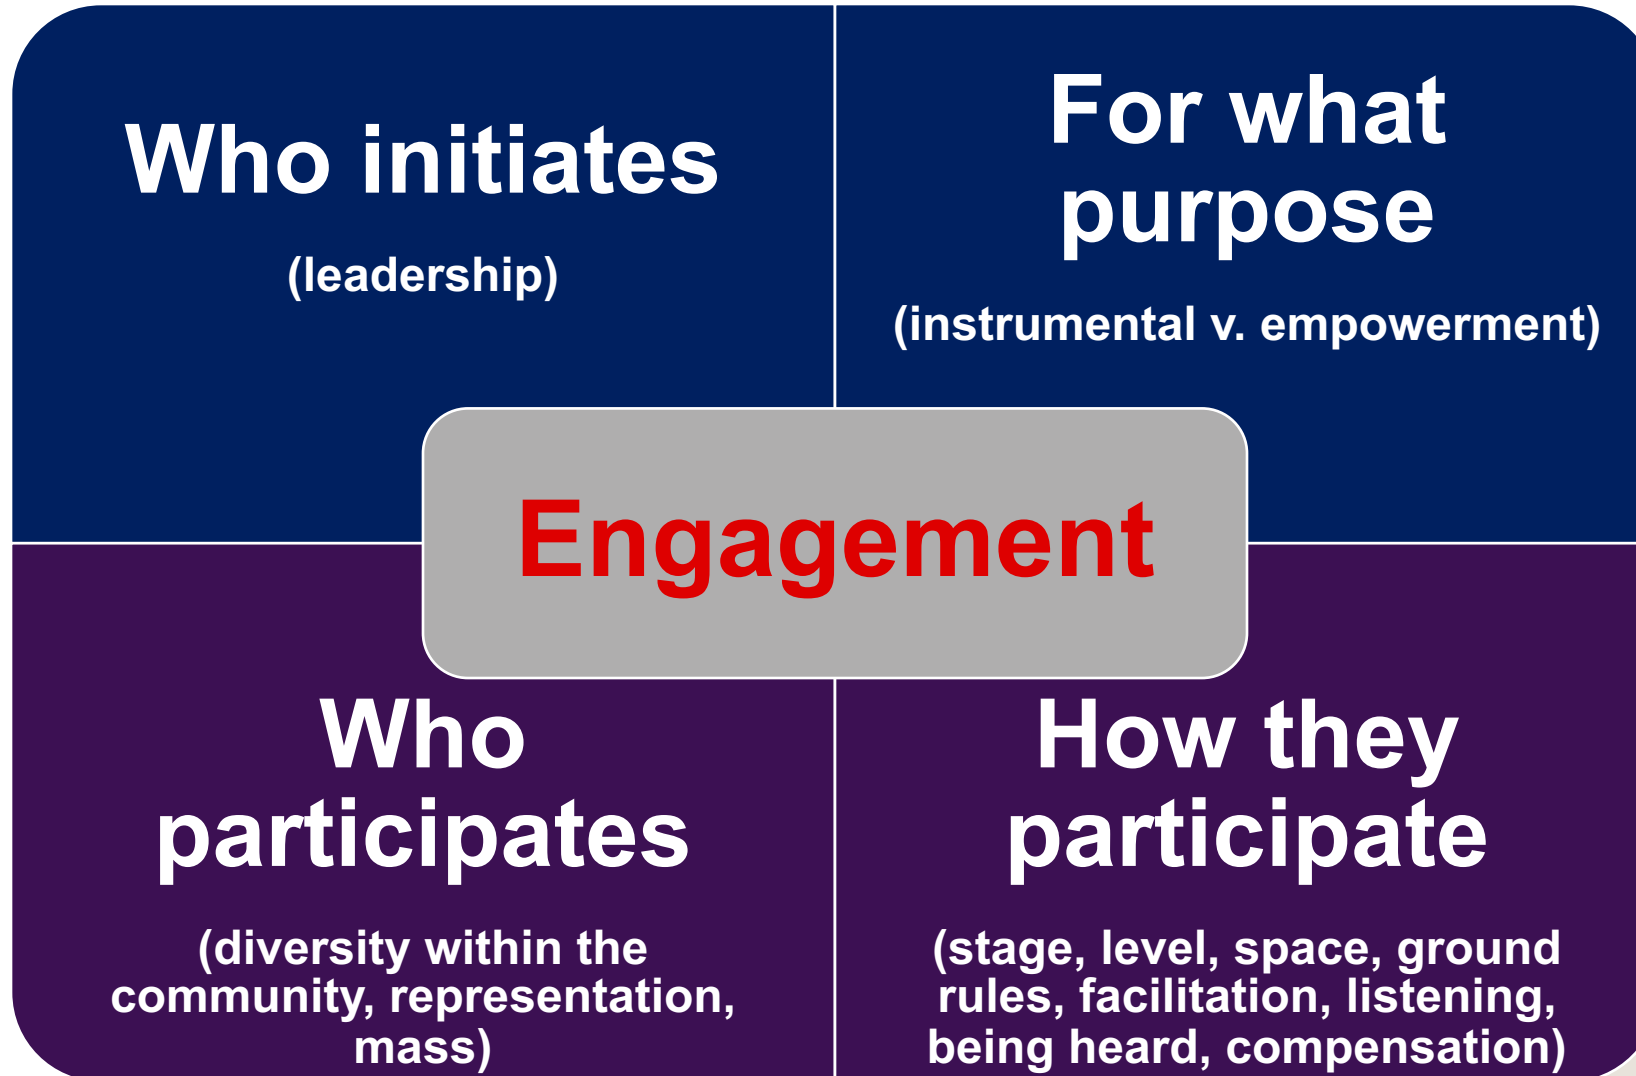 Who initiates
(leadership)
For what
purpose
(instrumental v. empowerment)
Engagement
Who
participates
(diversity within the
community, representation,
mass)
How they
participate
(stage, level, space, ground
rules, facilitation, listening,
being heard, compensation)